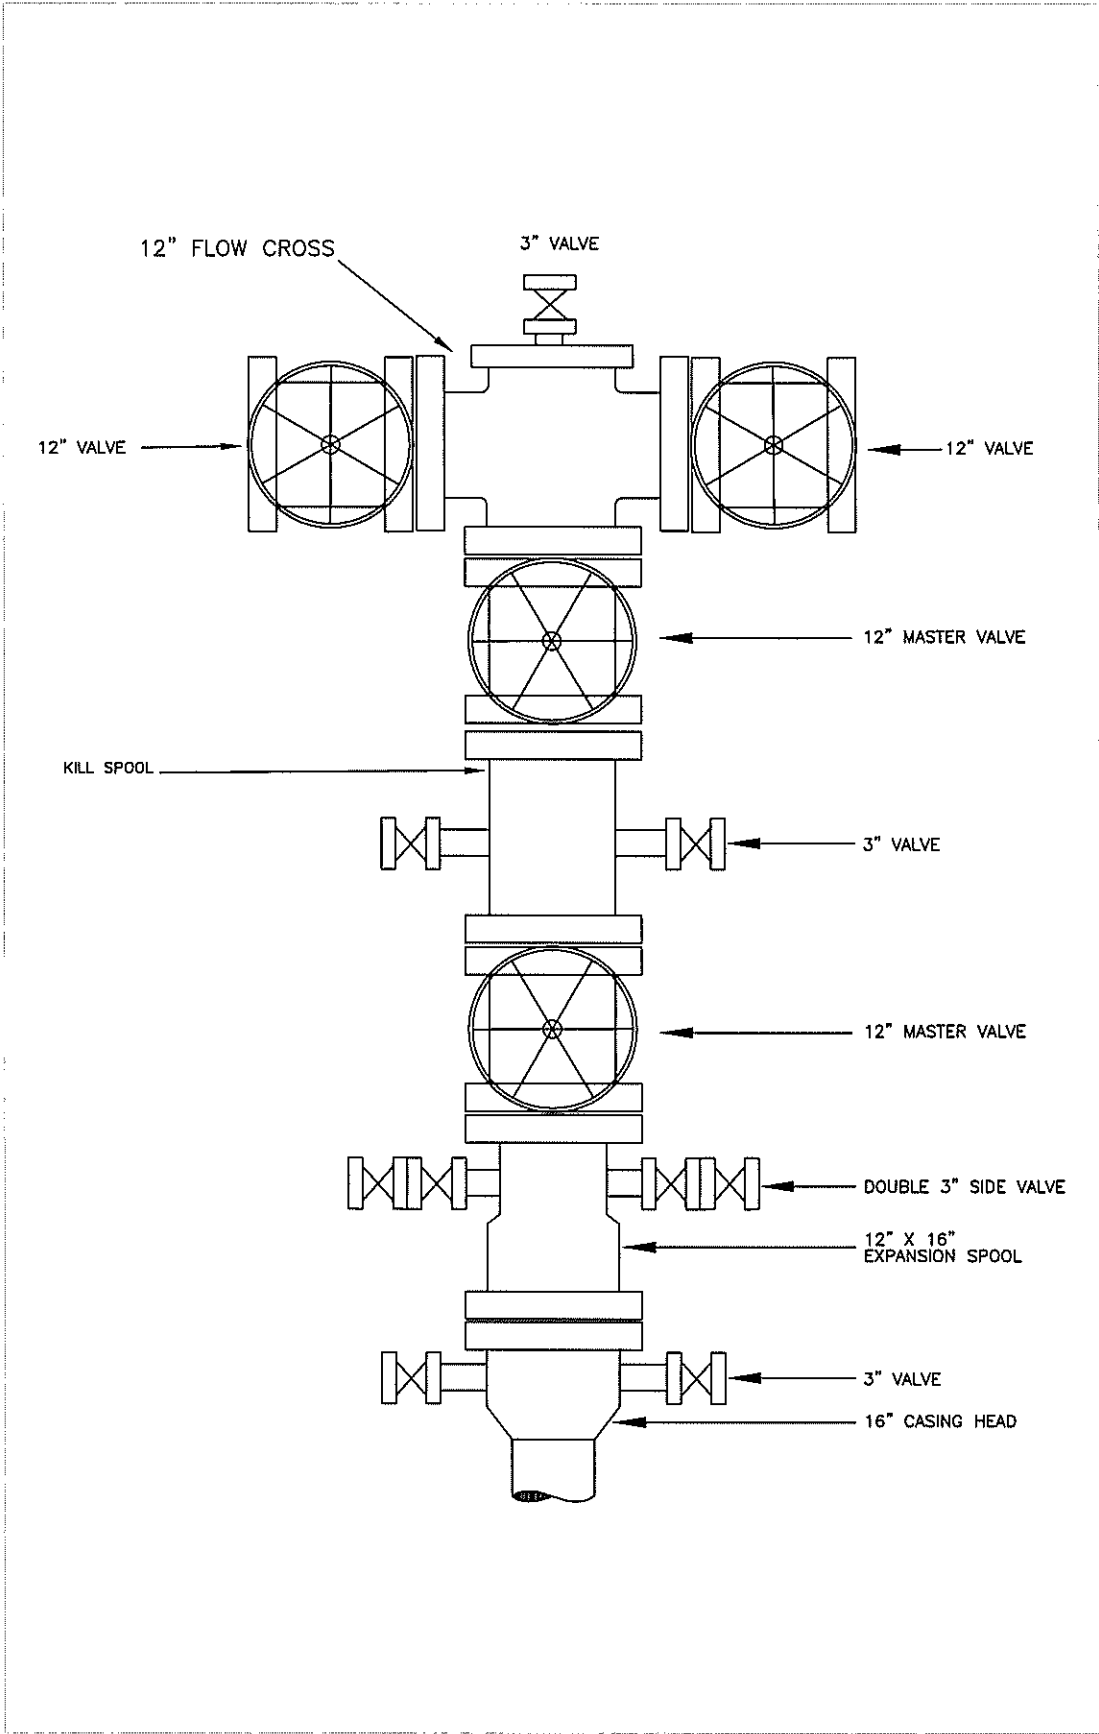 12" FLOW CROSS
3" VALVE
12" VALVE
12" VALVE
12" MASTER VALVE
KILL SPOOL
3" VALVE
12" MASTER VALVE
DOUBLE 3" SIDE VALVE
12" X 16"
EXPANSION SPOOL
3" VALVE
16" CASING HEAD